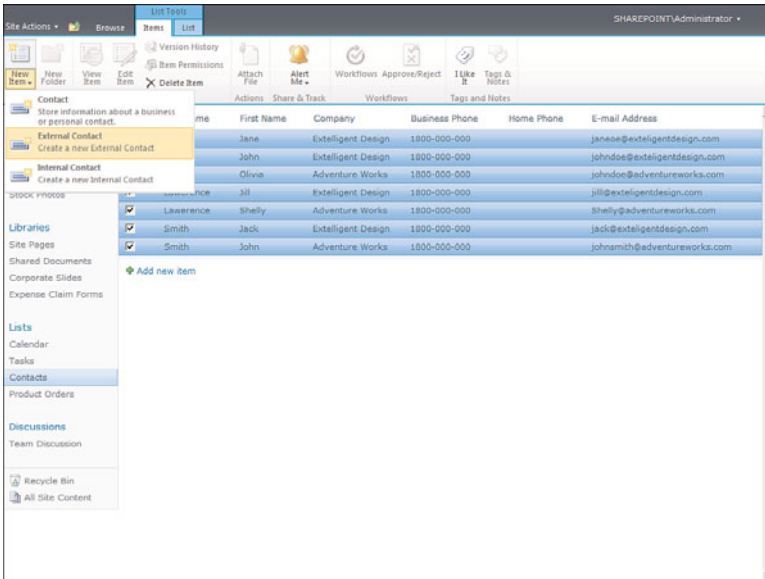 List Tools
Site Actions
Browse
Items
List
SHAREPOINT\Administrator
New Item
New Folder
View Item
Edit Item
Version History
Item Permissions
Delete Item
Attach File
Alert Me
Workflows
Approve/Reject
I Like It
Tags & Notes
Actions
Share & Track
Workflows
Tags and Notes
Contact
Store information about a business
or personal contact.
External Contact
Create a new External Contact
Internal Contact
Create a new Internal Contact
me First Name Company Business Phone Home Phone E-mail Address
Jane Extelligent Design 1800-000-000 janeoe@exteligentdesign.com
John Extelligent Design 1800-000-000 johndoe@exteligentdesign.com
Olivia Adventure Works 1800-000-000 johndoe@adventureworks.com
Jill Extelligent Design 1800-000-000 jill@exteligentdesign.com
Lawerence Shelly Adventure Works 1800-000-000 Shelly@adventureworks.com
Smith Jack Extelligent Design 1800-000-000 jack@exteligentdesign.com
Smith John Adventure Works 1800-000-000 johnsmith@adventureworks.com
Add new item
Stock Photos
Libraries
Site Pages
Shared Documents
Corporate Slides
Expense Claim Forms
Lists
Calendar
Tasks
Contacts
Product Orders
Discussions
Team Discussion
Recycle Bin
All Site Content